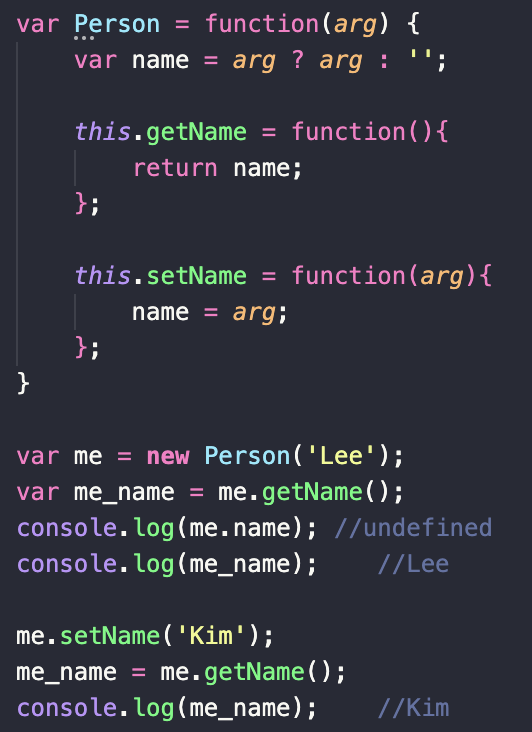 var Person = function(arg) {
    var name = arg ? arg : '';

    this.getName = function(){
        return name;
    };

    this.setName = function(arg){
        name = arg;
    };
}

var me = new Person('Lee');
var me_name = me.getName();
console.log(me.name); //undefined
console.log(me_name);    //Lee

me.setName('Kim');
me_name = me.getName();
console.log(me_name);    //Kim